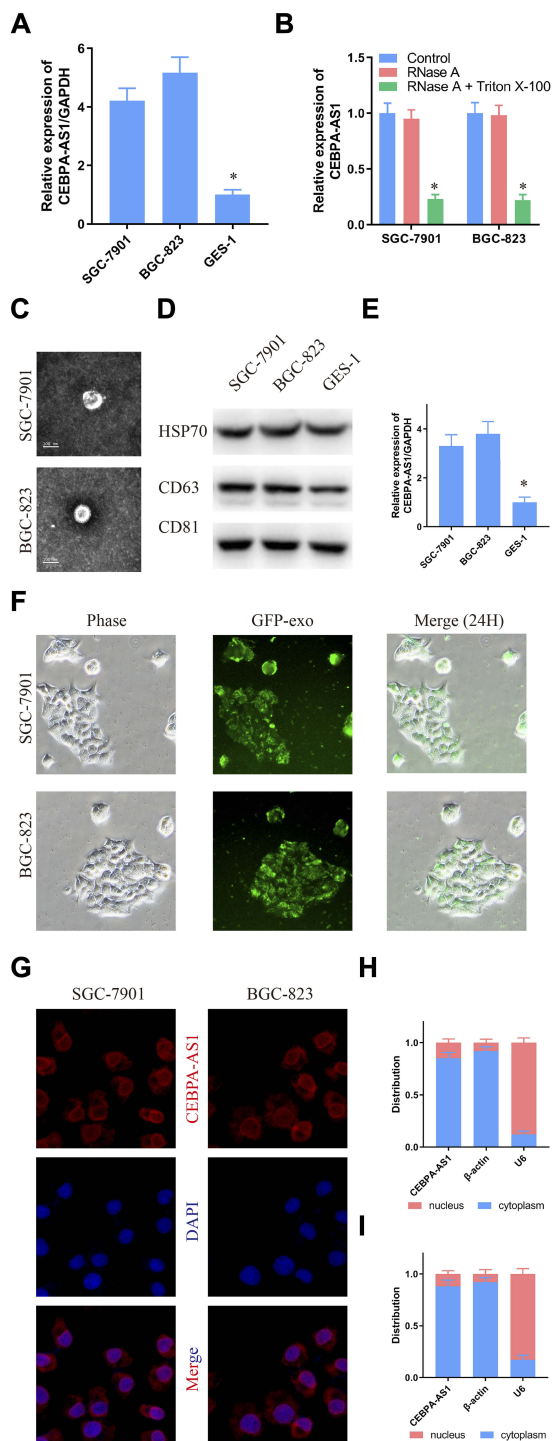 A
Relative expression of
CEBPA-AS1/GAPDH
6
4
2
0
*
SGC-7901
BGC-823
GES-1
B
Control
RNase A
RNase A + Triton X-100
Relative expression of
CEBPA-AS1
1.5
1.0
0.5
0.0
*
*
SGC-7901
BGC-823
C
SGC-7901
BGC-823
D
SGC-7901
BGC-823
GES-1
HSP70
CD63
CD81
E
Relative expression of
CEBPA-AS1/GAPDH
4
2
0
*
SGC-7901
BGC-823
GES-1
F
Phase
GFP-exo
Merge (24H)
SGC-7901
BGC-823
G
SGC-7901
BGC-823
CEBPA-AS1
DAPI
Merge
H
Distribution
1.0
0.5
0.0
CEBPA-AS1
β-actin
U6
nucleus
cytoplasm
I
Distribution
1.0
0.5
0.0
CEBPA-AS1
β-actin
U6
nucleus
cytoplasm